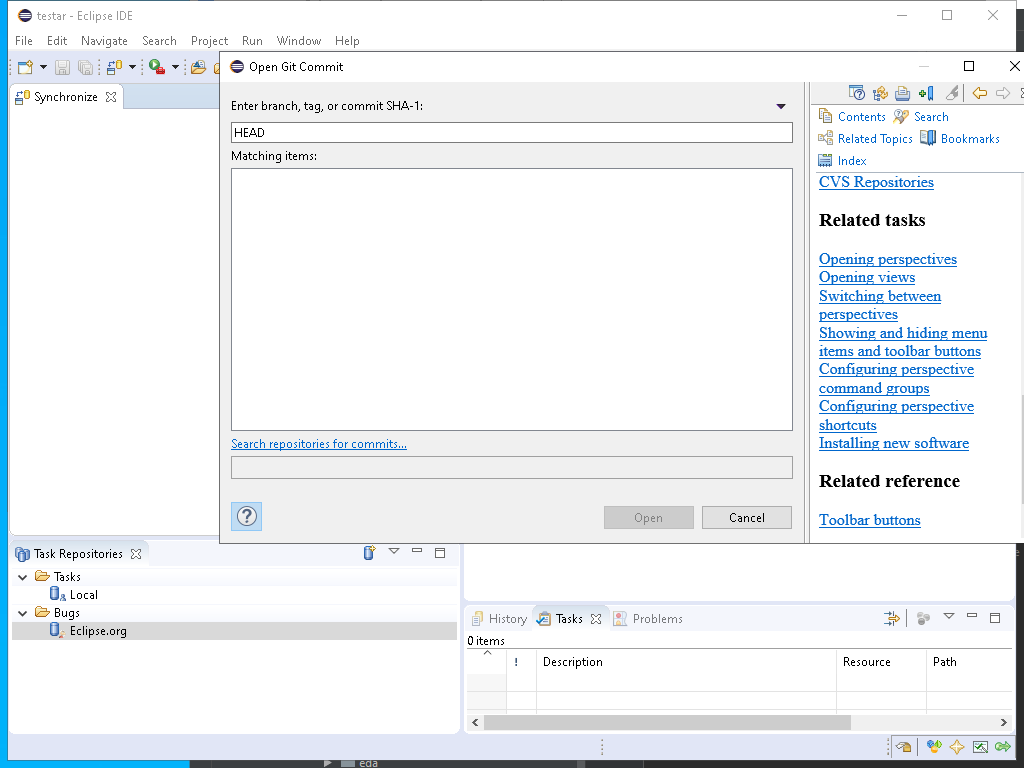 testar - Eclipse IDE
File Edit Navigate Search Project Run Window Help
Open Git Commit
Synchronize
Enter branch, tag, or commit SHA-1:
HEAD
Matching items:
Search repositories for commits...
Open
Cancel
Contents Search
Related Topics Bookmarks
Index
CVS Repositories
Related tasks
Opening perspectives
Opening views
Switching between
perspectives
Showing and hiding menu
items and toolbar buttons
Configuring perspective
command groups
Configuring perspective
shortcuts
Installing new software
Related reference
Toolbar buttons
Task Repositories
Tasks
Local
Bugs
Eclipse.org
History Tasks Problems
0 items
! Description Resource Path
eda